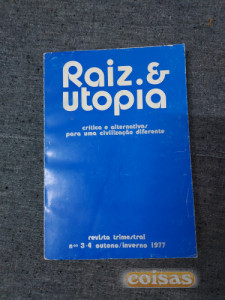 Raiz. &
utopia
crítica e alternativas
para uma civilização diferente
revista trimestral
nos 3-4 outono/inverno 1977
coisas